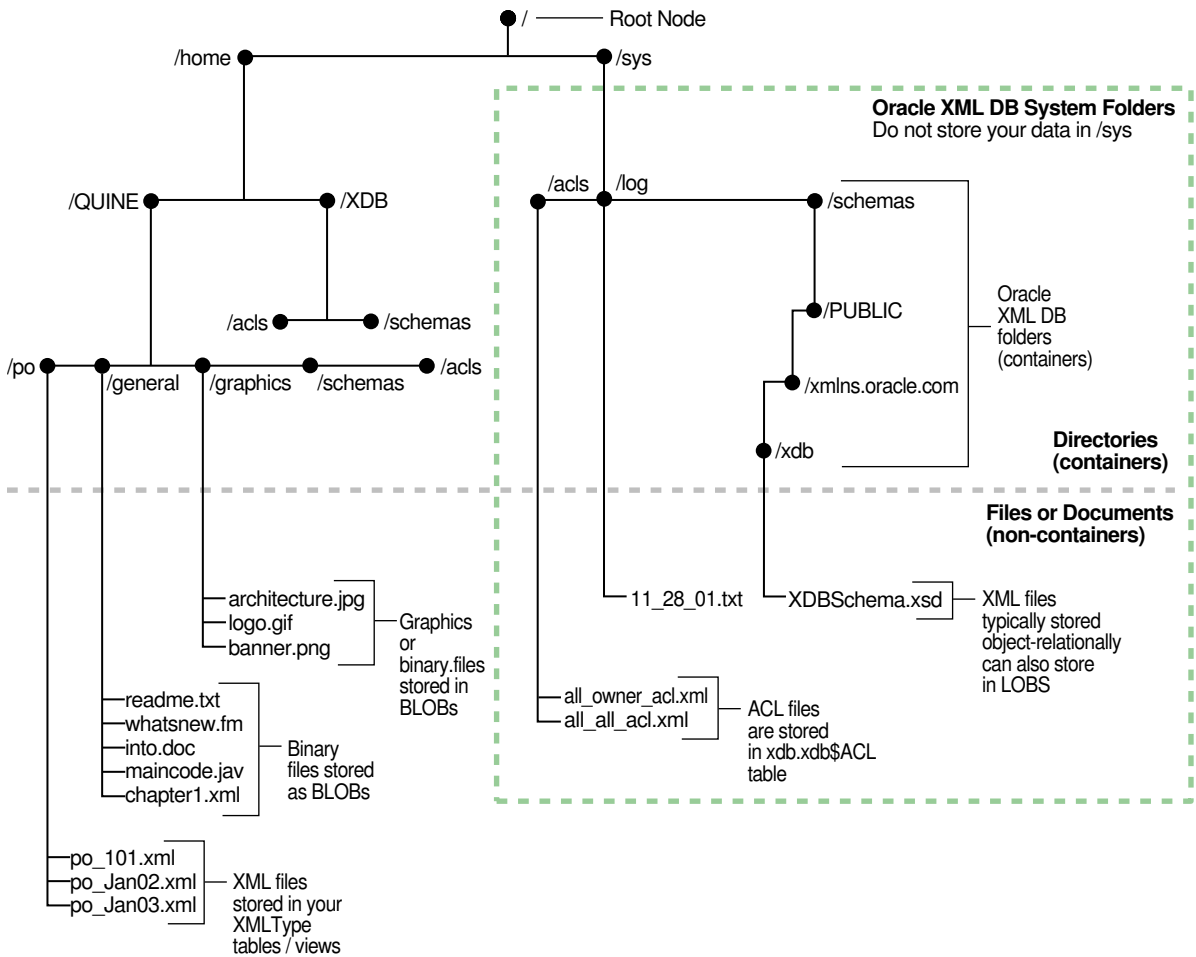 /
Root Node
/home
/sys
Oracle XML DB System Folders
Do not store your data in /sys
/QUINE
/XDB
/acls
/log
/schemas
/acls
/schemas
/PUBLIC
Oracle
XML DB
folders
(containers)
/po
/general
/graphics
/schemas
/acls
/xmlns.oracle.com
/xdb
Directories
(containers)
Files or Documents
(non-containers)
architecture.jpg
logo.gif
banner.png
Graphics
or
binary.files
stored in
BLOBs
11_28_01.txt
XDBSchema.xsd
XML files
typically stored
object-relationally
can also store
in LOBS
readme.txt
whatsnew.fm
into.doc
maincode.jav
chapter1.xml
Binary
files stored
as BLOBs
all_owner_acl.xml
all_all_acl.xml
ACL files
are stored
in xdb.xdb$ACL
table
po_101.xml
po_Jan02.xml
po_Jan03.xml
XML files
stored in your
XMLType
tables / views